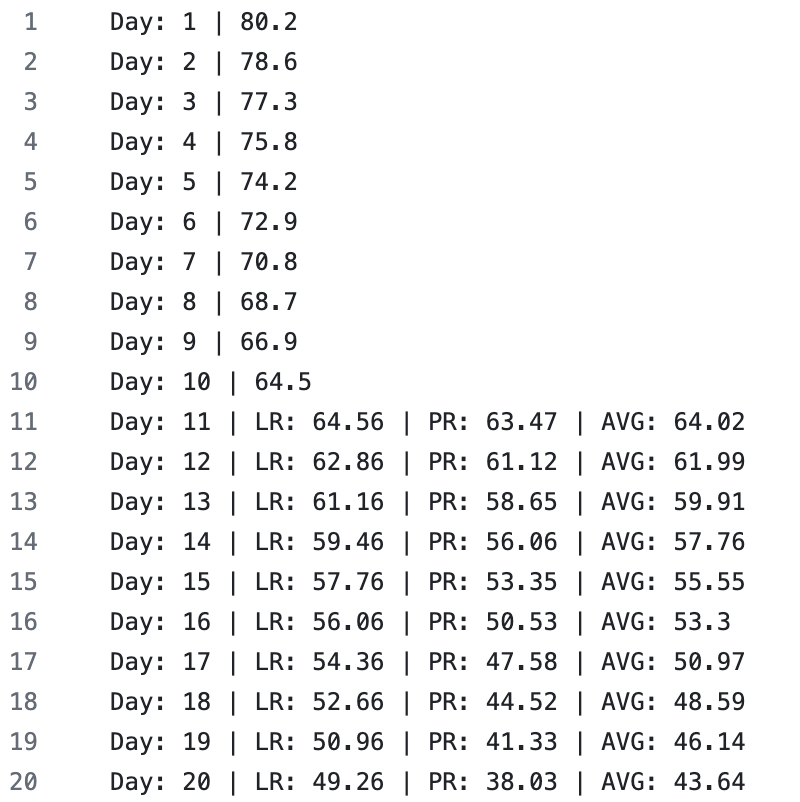 1 Day: 1 | 80.2
2 Day: 2 | 78.6
3 Day: 3 | 77.3
4 Day: 4 | 75.8
5 Day: 5 | 74.2
6 Day: 6 | 72.9
7 Day: 7 | 70.8
8 Day: 8 | 68.7
9 Day: 9 | 66.9
10 Day: 10 | 64.5
11 Day: 11 | LR: 64.56 | PR: 63.47 | AVG: 64.02
12 Day: 12 | LR: 62.86 | PR: 61.12 | AVG: 61.99
13 Day: 13 | LR: 61.16 | PR: 58.65 | AVG: 59.91
14 Day: 14 | LR: 59.46 | PR: 56.06 | AVG: 57.76
15 Day: 15 | LR: 57.76 | PR: 53.35 | AVG: 55.55
16 Day: 16 | LR: 56.06 | PR: 50.53 | AVG: 53.3
17 Day: 17 | LR: 54.36 | PR: 47.58 | AVG: 50.97
18 Day: 18 | LR: 52.66 | PR: 44.52 | AVG: 48.59
19 Day: 19 | LR: 50.96 | PR: 41.33 | AVG: 46.14
20 Day: 20 | LR: 49.26 | PR: 38.03 | AVG: 43.64